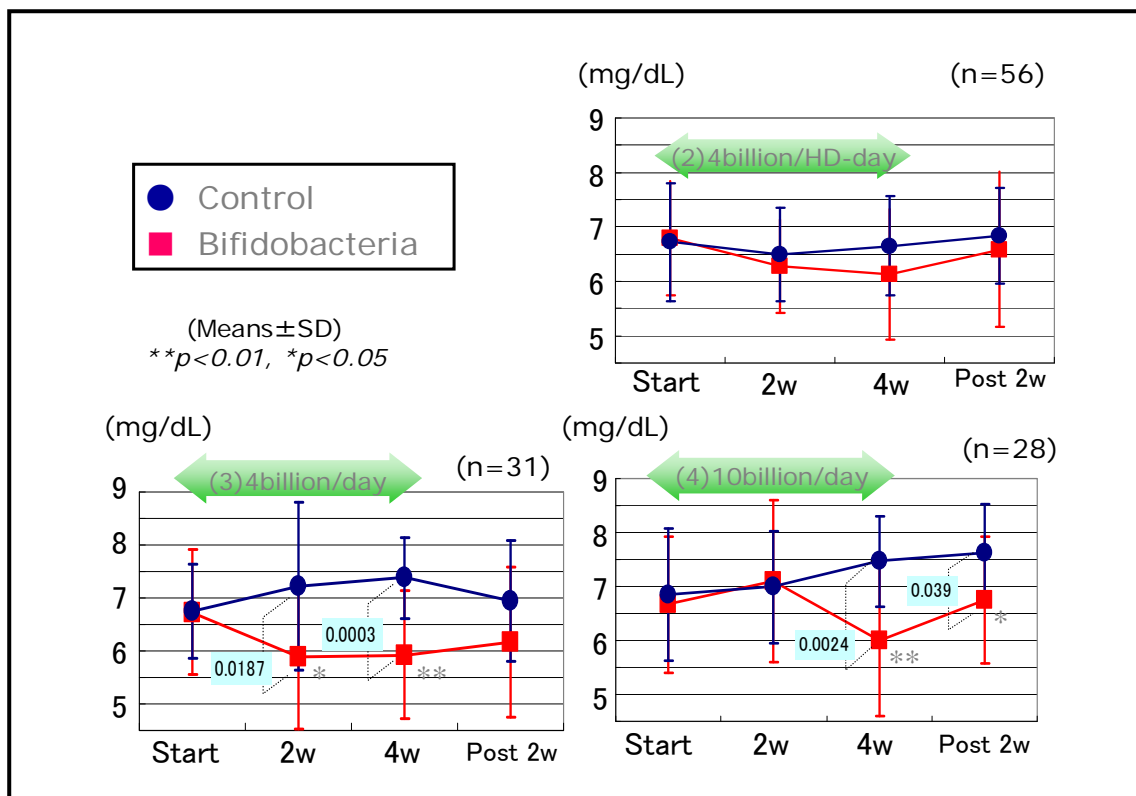 (mg/dL)
(n=56)
9
(2)4billion/HD-day
8
7
6
5
Start
2w
4w
Post 2w
Control
Bifidobacteria
(Means±SD)
**p<0.01, *p<0.05
(mg/dL)
(n=31)
(3)4billion/day
9
8
7
6
5
0.0187
0.0003
*
**
Start
2w
4w
Post 2w
(mg/dL)
(n=28)
(4)10billion/day
9
8
7
6
5
0.0024
0.039
**
*
Start
2w
4w
Post 2w